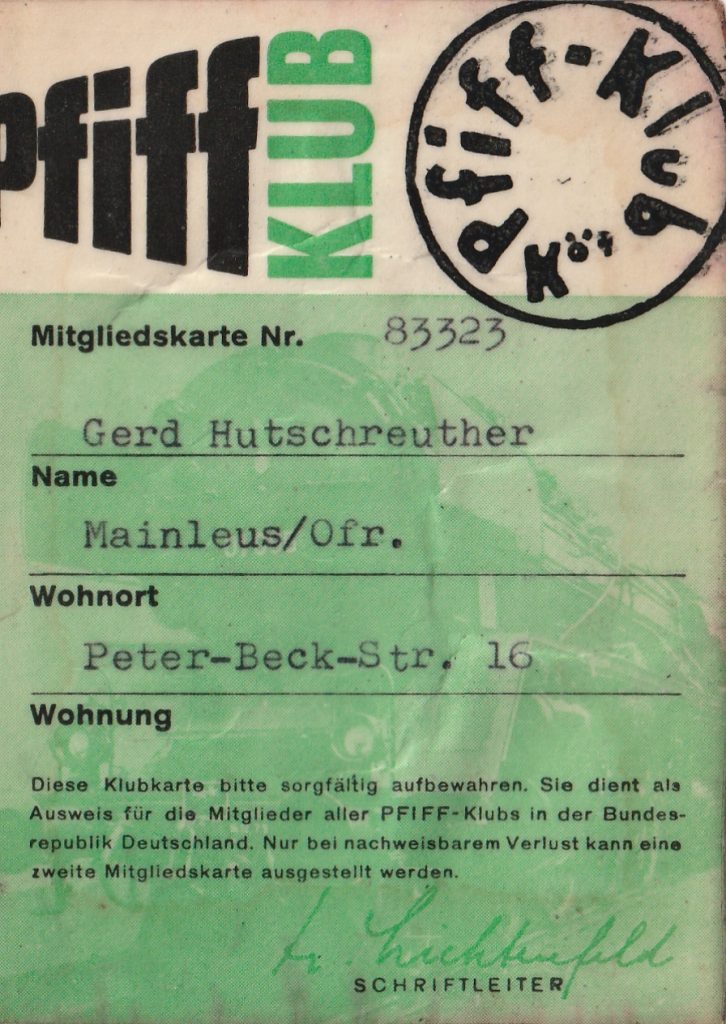 Pfiff KLUB
Pfiff-Klub Köt
Mitgliedskarte Nr. 83323
Gerd Hutschreuther
Name
Mainleus/Ofr.
Wohnort
Peter-Beck-Str. 16
Wohnung
Diese Klubkarte bitte sorgfältig aufbewahren. Sie dient als
Ausweis für die Mitglieder aller PFIFF-Klubs in der Bundes-
republik Deutschland. Nur bei nachweisbarem Verlust kann eine
zweite Mitgliedskarte ausgestellt werden.
Lichtenfeld
SCHRIFTLEITER